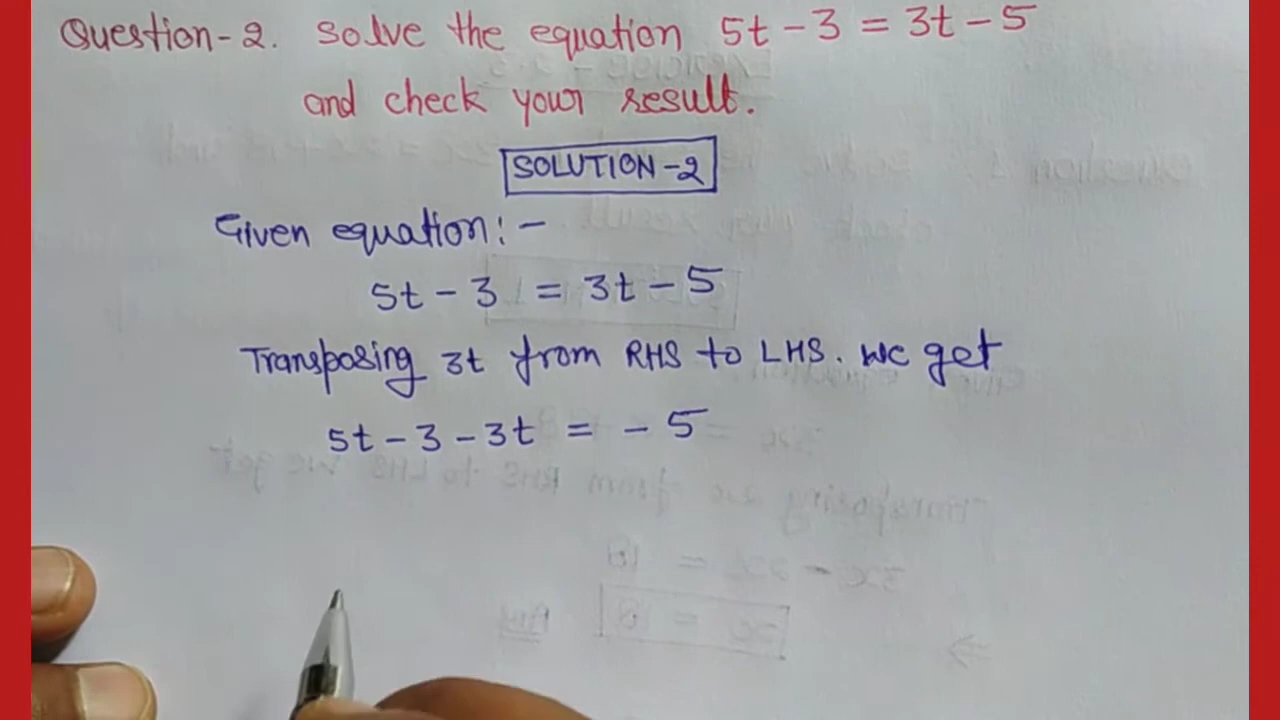 Question-2. Solve the equation 5t - 3 = 3t - 5
and check your result.
SOLUTION-2
Given equation:-
5t - 3 = 3t - 5
Transposing 3t from RHS to LHS. we get
5t - 3 - 3t = - 5